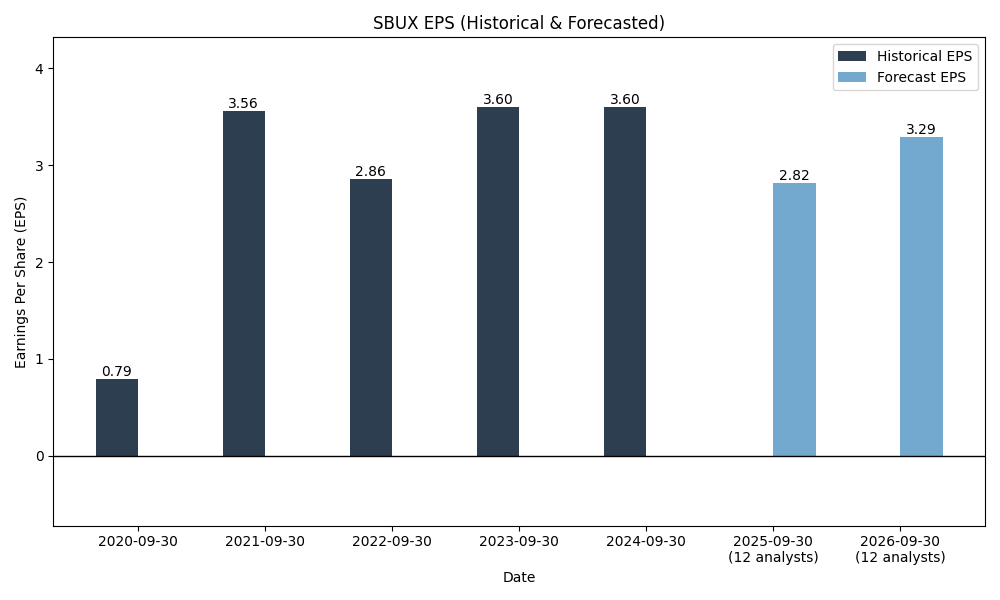 SBUX EPS (Historical & Forecasted)
Historical EPS
Forecast EPS
Earnings Per Share (EPS)
4
3
2
1
0
0.79
3.56
2.86
3.60
3.60
2.82
3.29
2020-09-30
2021-09-30
2022-09-30
2023-09-30
2024-09-30
2025-09-30
(12 analysts)
2026-09-30
(12 analysts)
Date